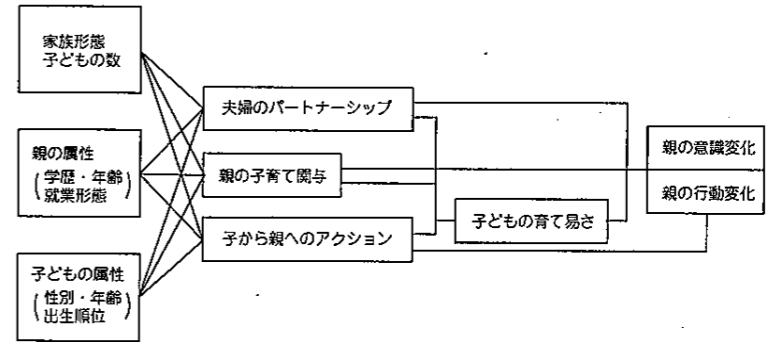 家族形態
子どもの数
親の属性
(学歴・年齢
就業形態)
子どもの属性
(性別・年齢
出生順位)
夫婦のパートナーシップ
親の子育て関与
子から親へのアクション
子どもの育て易さ
親の意識変化
親の行動変化